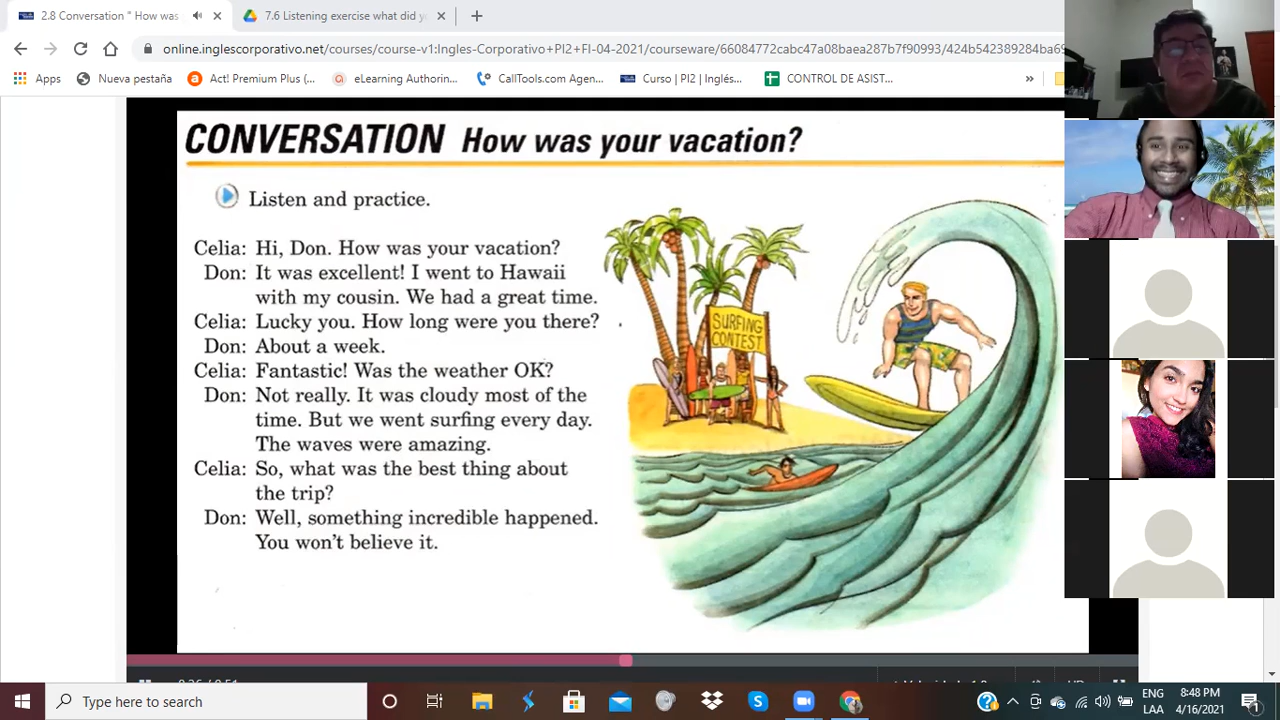 2.8 Conversation " How was
7.6 Listening exercise what did yo
online.inglescorporativo.net/courses/course-v1:Ingles-Corporativo+PI2+FI-04-2021/courseware/66084772cabc47a08baea287b7f90993/424b542389284ba69
Apps
Nueva pestaña
Act! Premium Plus (...
eLearning Authorin...
CallTools.com Agen...
Curso | PI2 | Inglés...
CONTROL DE ASIST...
»
CONVERSATION How was your vacation?
Listen and practice.
Celia: Hi, Don. How was your vacation?
Don: It was excellent! I went to Hawaii
with my cousin. We had a great time.
Celia: Lucky you. How long were you there?
Don: About a week.
Celia: Fantastic! Was the weather OK?
Don: Not really. It was cloudy most of the
time. But we went surfing every day.
The waves were amazing.
Celia: So, what was the best thing about
the trip?
Don: Well, something incredible happened.
You won't believe it.
SURFING
CONTEST
0:26 / 0:51
Type here to search
ENG
LAA
8:48 PM
4/16/2021